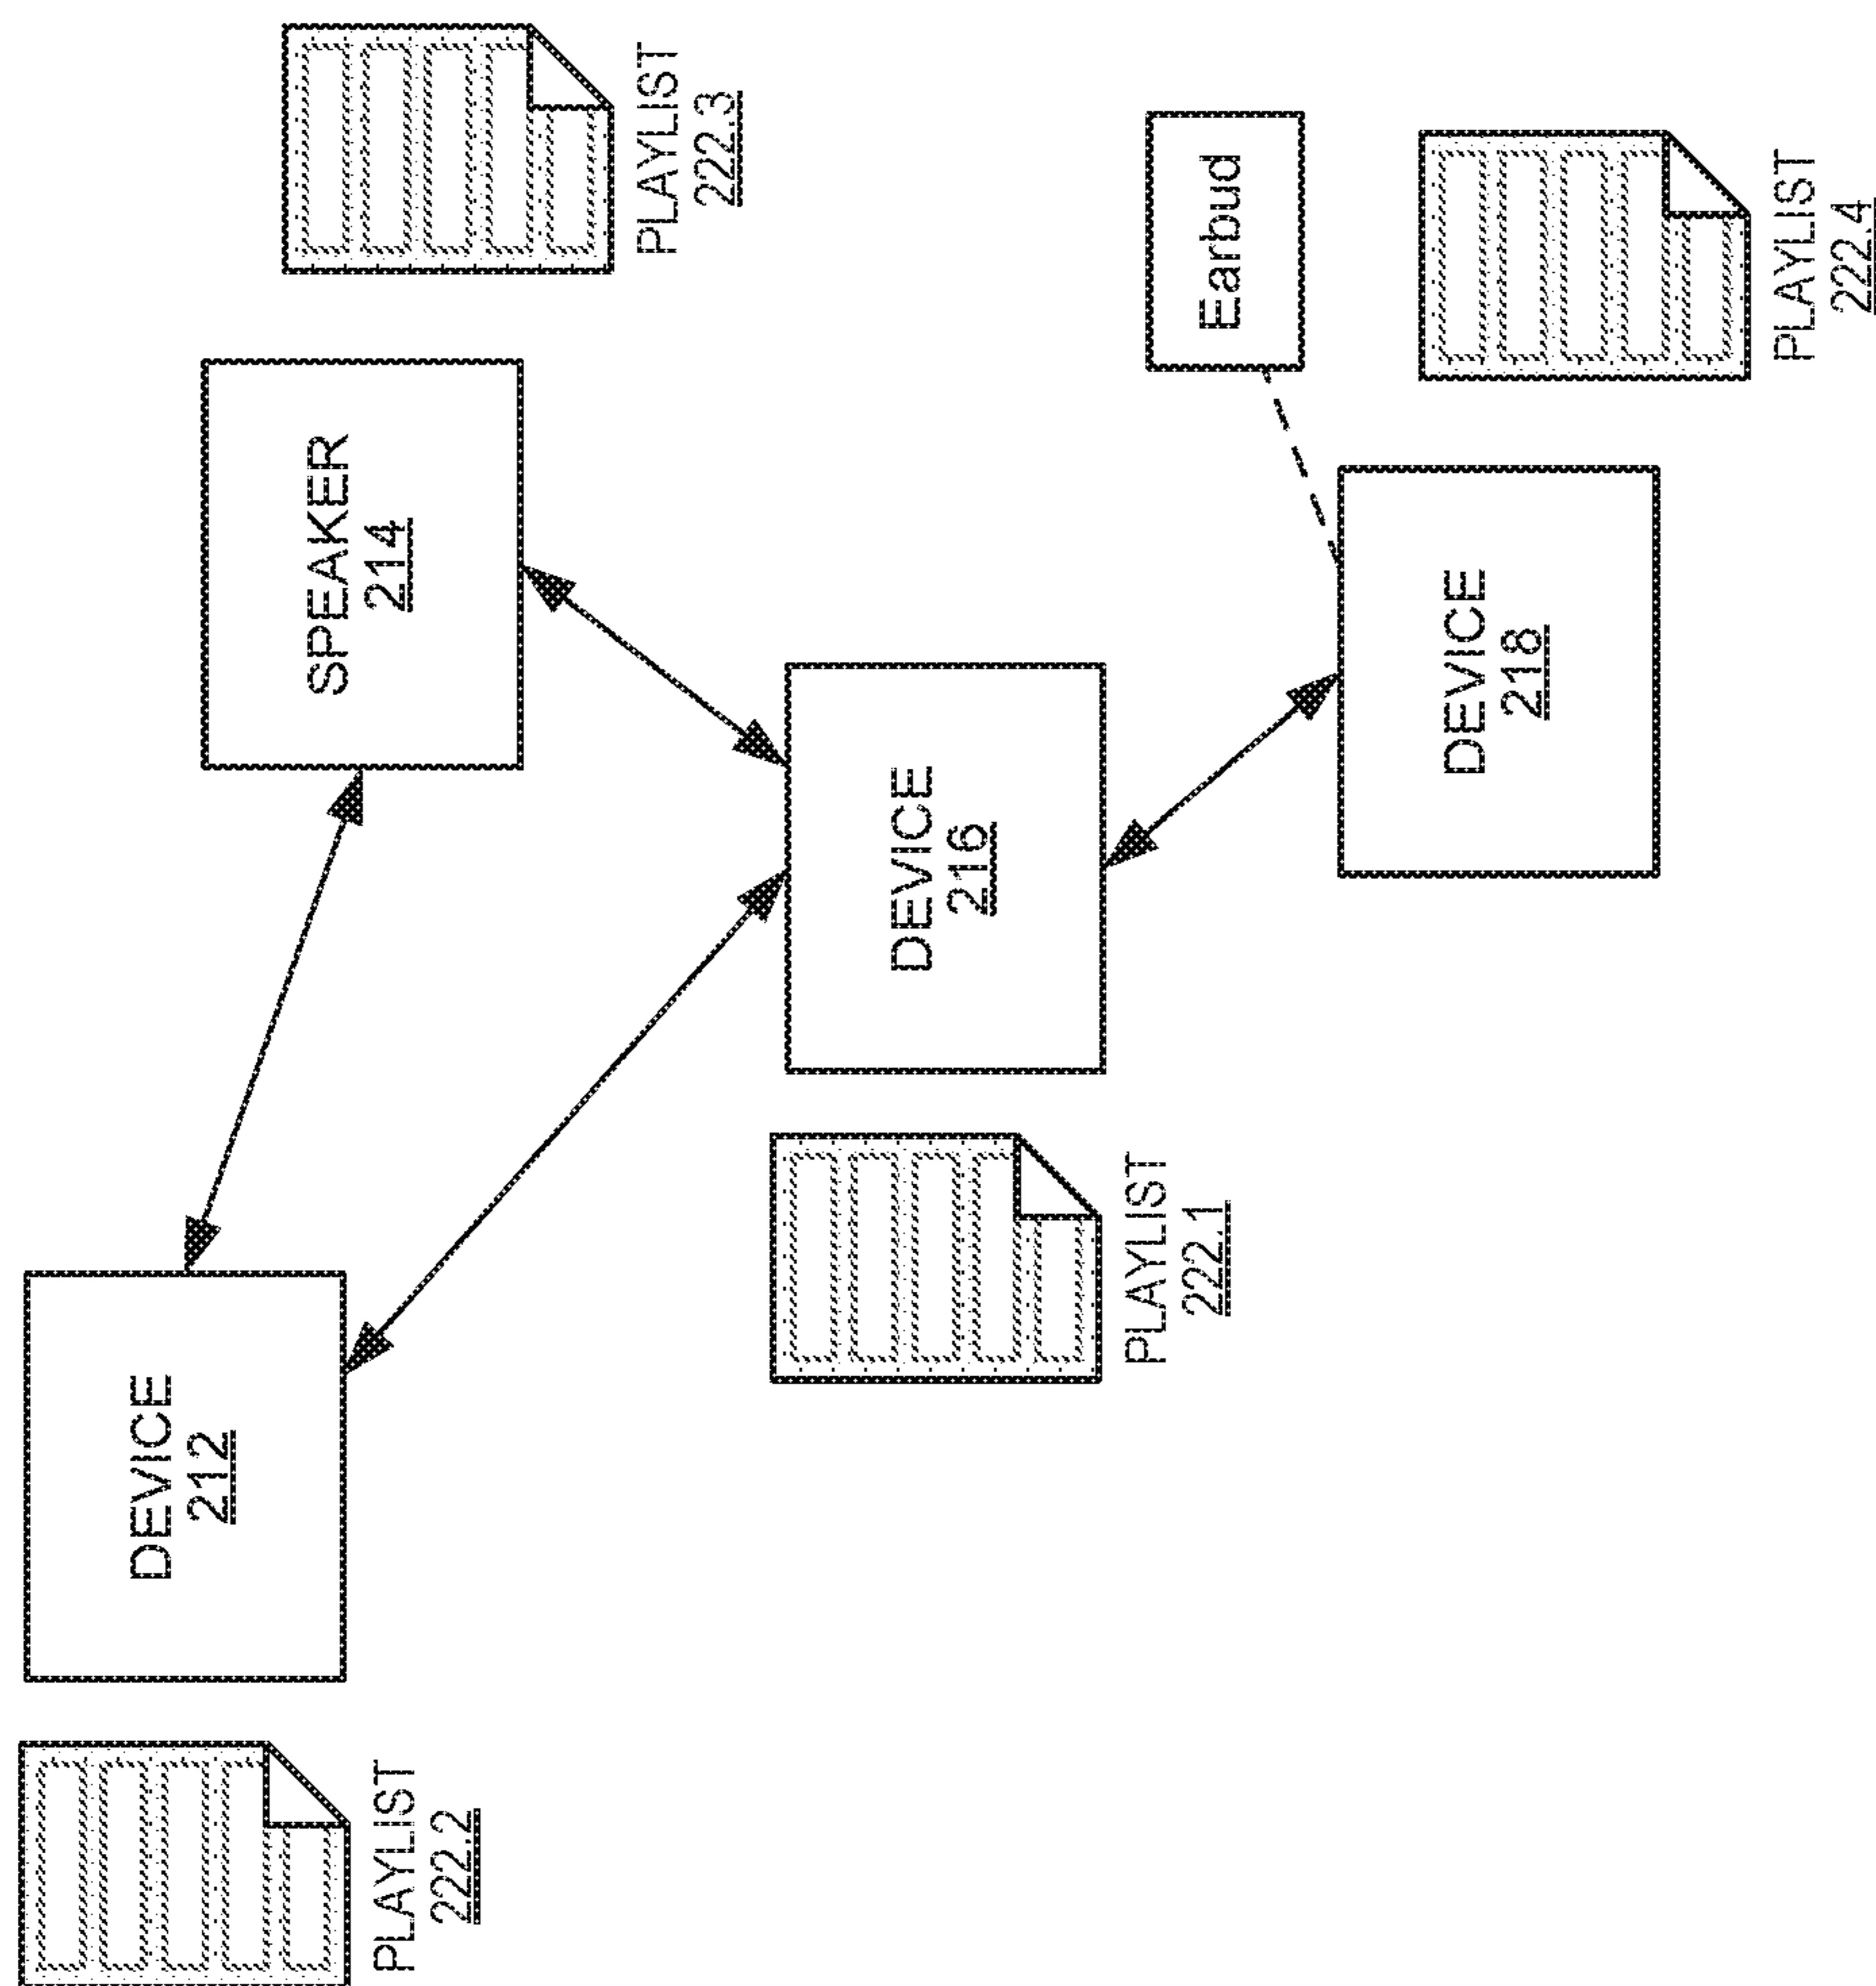 PLAYLIST
222.2
DEVICE
212
SPEAKER
214
PLAYLIST
222.3
PLAYLIST
222.1
DEVICE
216
Earbud
DEVICE
218
PLAYLIST
222.4